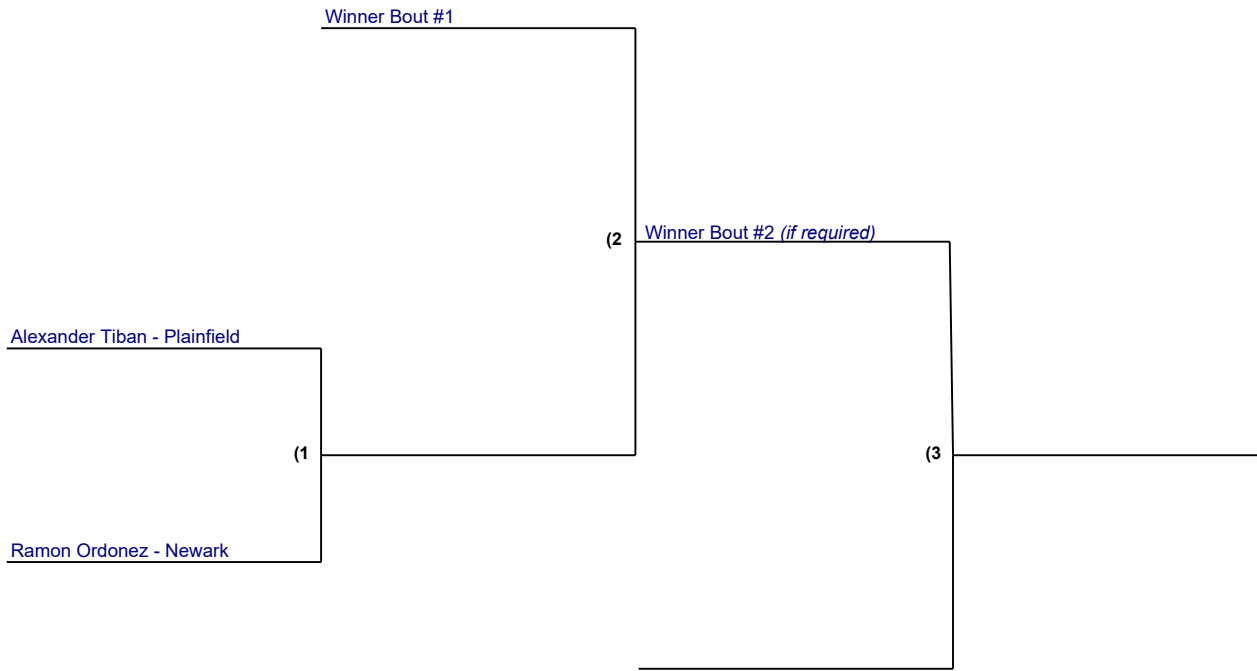 Winner Bout #1
(2
Winner Bout #2 (if required)
Alexander Tiban - Plainfield
(1
(3
Ramon Ordonez - Newark